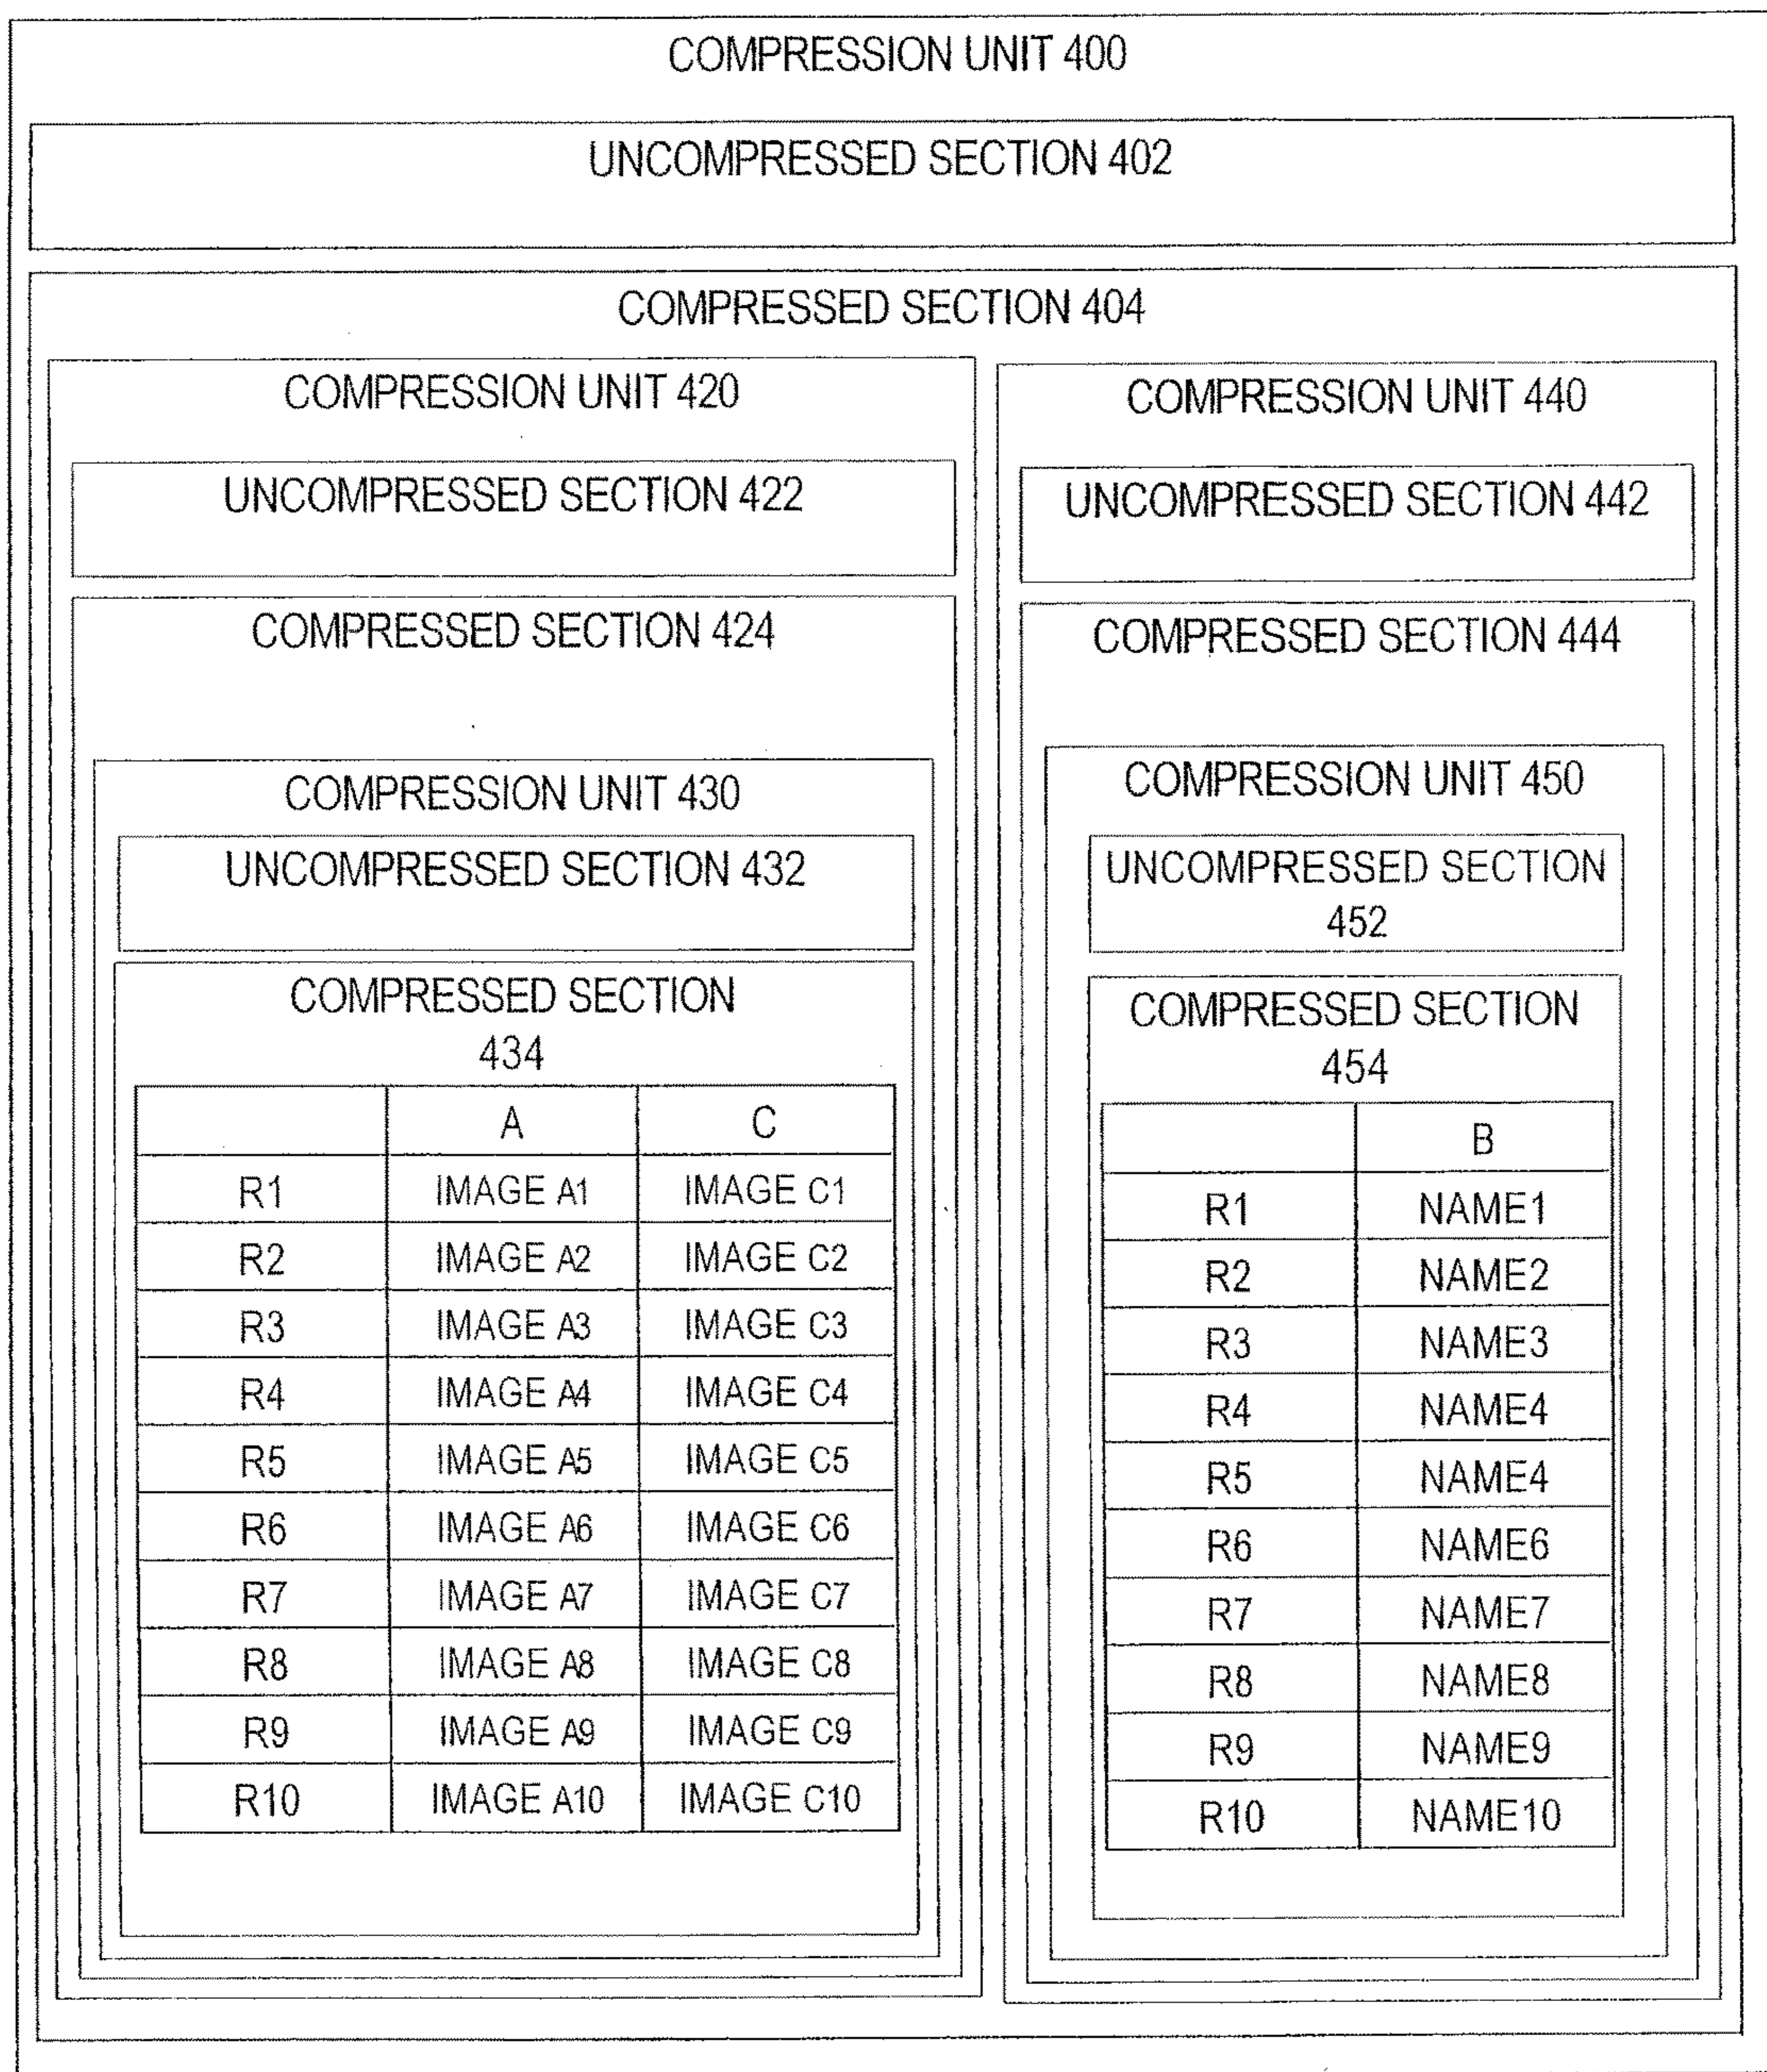 COMPRESSION UNIT 400
UNCOMPRESSED SECTION 402
COMPRESSED SECTION 404
COMPRESSION UNIT 420
UNCOMPRESSED SECTION 422
COMPRESSED SECTION 424
COMPRESSION UNIT 430
UNCOMPRESSED SECTION 432
COMPRESSED SECTION
434
A C
R1 IMAGE A1 IMAGE C1
R2 IMAGE A2 IMAGE C2
R3 IMAGE A3 IMAGE C3
R4 IMAGE A4 IMAGE C4
R5 IMAGE A5 IMAGE C5
R6 IMAGE A6 IMAGE C6
R7 IMAGE A7 IMAGE C7
R8 IMAGE A8 IMAGE C8
R9 IMAGE A9 IMAGE C9
R10 IMAGE A10 IMAGE C10
COMPRESSION UNIT 440
UNCOMPRESSED SECTION 442
COMPRESSED SECTION 444
COMPRESSION UNIT 450
UNCOMPRESSED SECTION
452
COMPRESSED SECTION
454
B
R1 NAME1
R2 NAME2
R3 NAME3
R4 NAME4
R5 NAME4
R6 NAME6
R7 NAME7
R8 NAME8
R9 NAME9
R10 NAME10